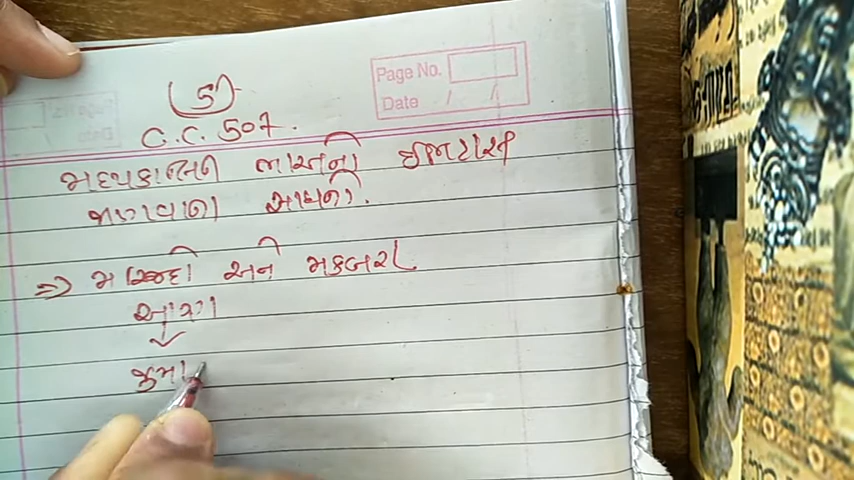 5
Page No.
Date / /
C.C. 507.
મધ્યકાલીન ભારતનો ઈતિહાસ
જાણવાના સાધનો.
⇒ મસ્જિદો અને મકબરા
આગ્રા
જુમા